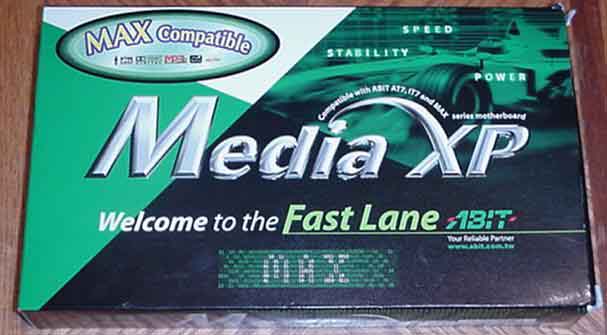 MAX Compatible
SPEED
STABILITY
POWER
Compatible with ABIT AT7, IT7 and MAX series motherboard
Media XP
Welcome to the Fast Lane ABIT
Your Reliable Partner
www.abit.com.tw
MAX